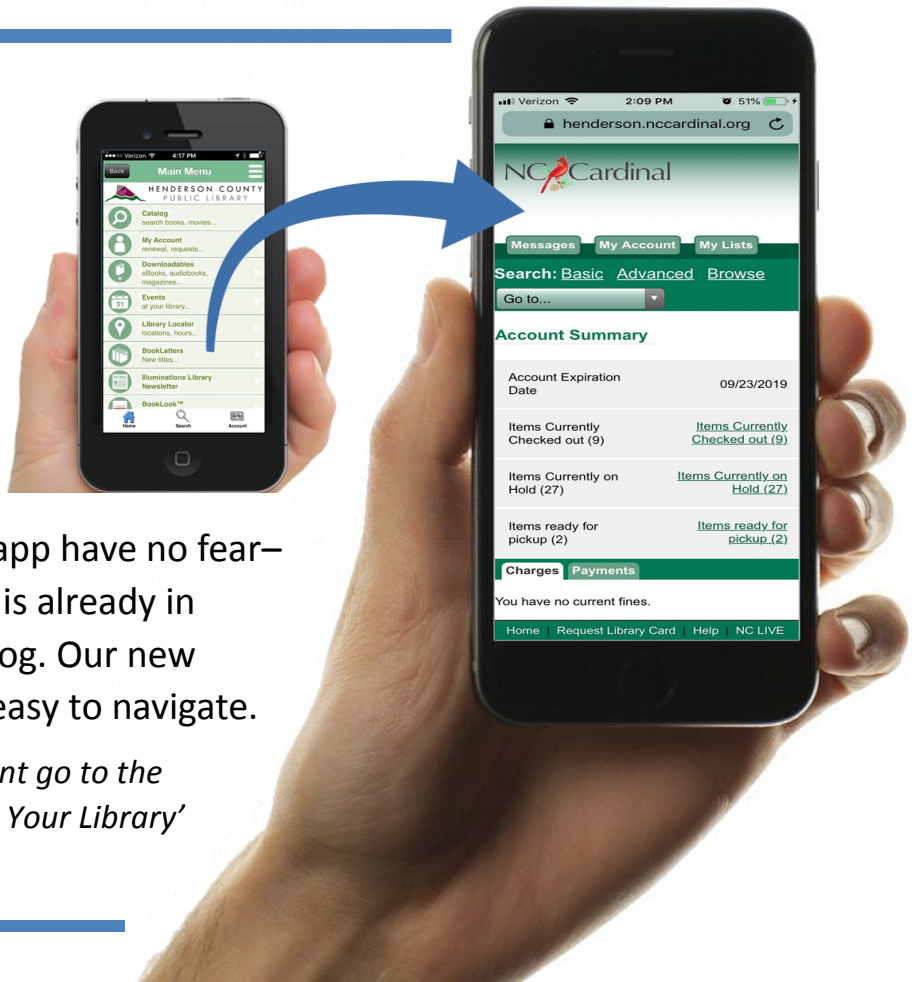 Verizon 4:17 PM
Back Main Menu
HENDERSON COUNTY
PUBLIC LIBRARY
Catalog
search books, movies...
My Account
renewal, requests...
Downloadables
eBooks, audiobooks,
magazines...
31
Events
at your library...
Library Locator
locations, hours...
BookLetters
New titles...
Illuminations Library
Newsletter
BookLook™
Home Search Account
Verizon 2:09 PM 51%
henderson.nccardinal.org
NC Cardinal
Messages My Account My Lists
Search: Basic Advanced Browse
Go to...
Account Summary
Account Expiration
Date
09/23/2019
Items Currently
Checked out (9)
Items Currently
Checked out (9)
Items Currently on
Hold (27)
Items Currently on
Hold (27)
Items ready for
pickup (2)
Items ready for
pickup (2)
Charges Payments
You have no current fines.
Home | Request Library Card | Help | NC LIVE
app have no fear–
is already in
og. Our new
easy to navigate.
nt go to the
Your Library’